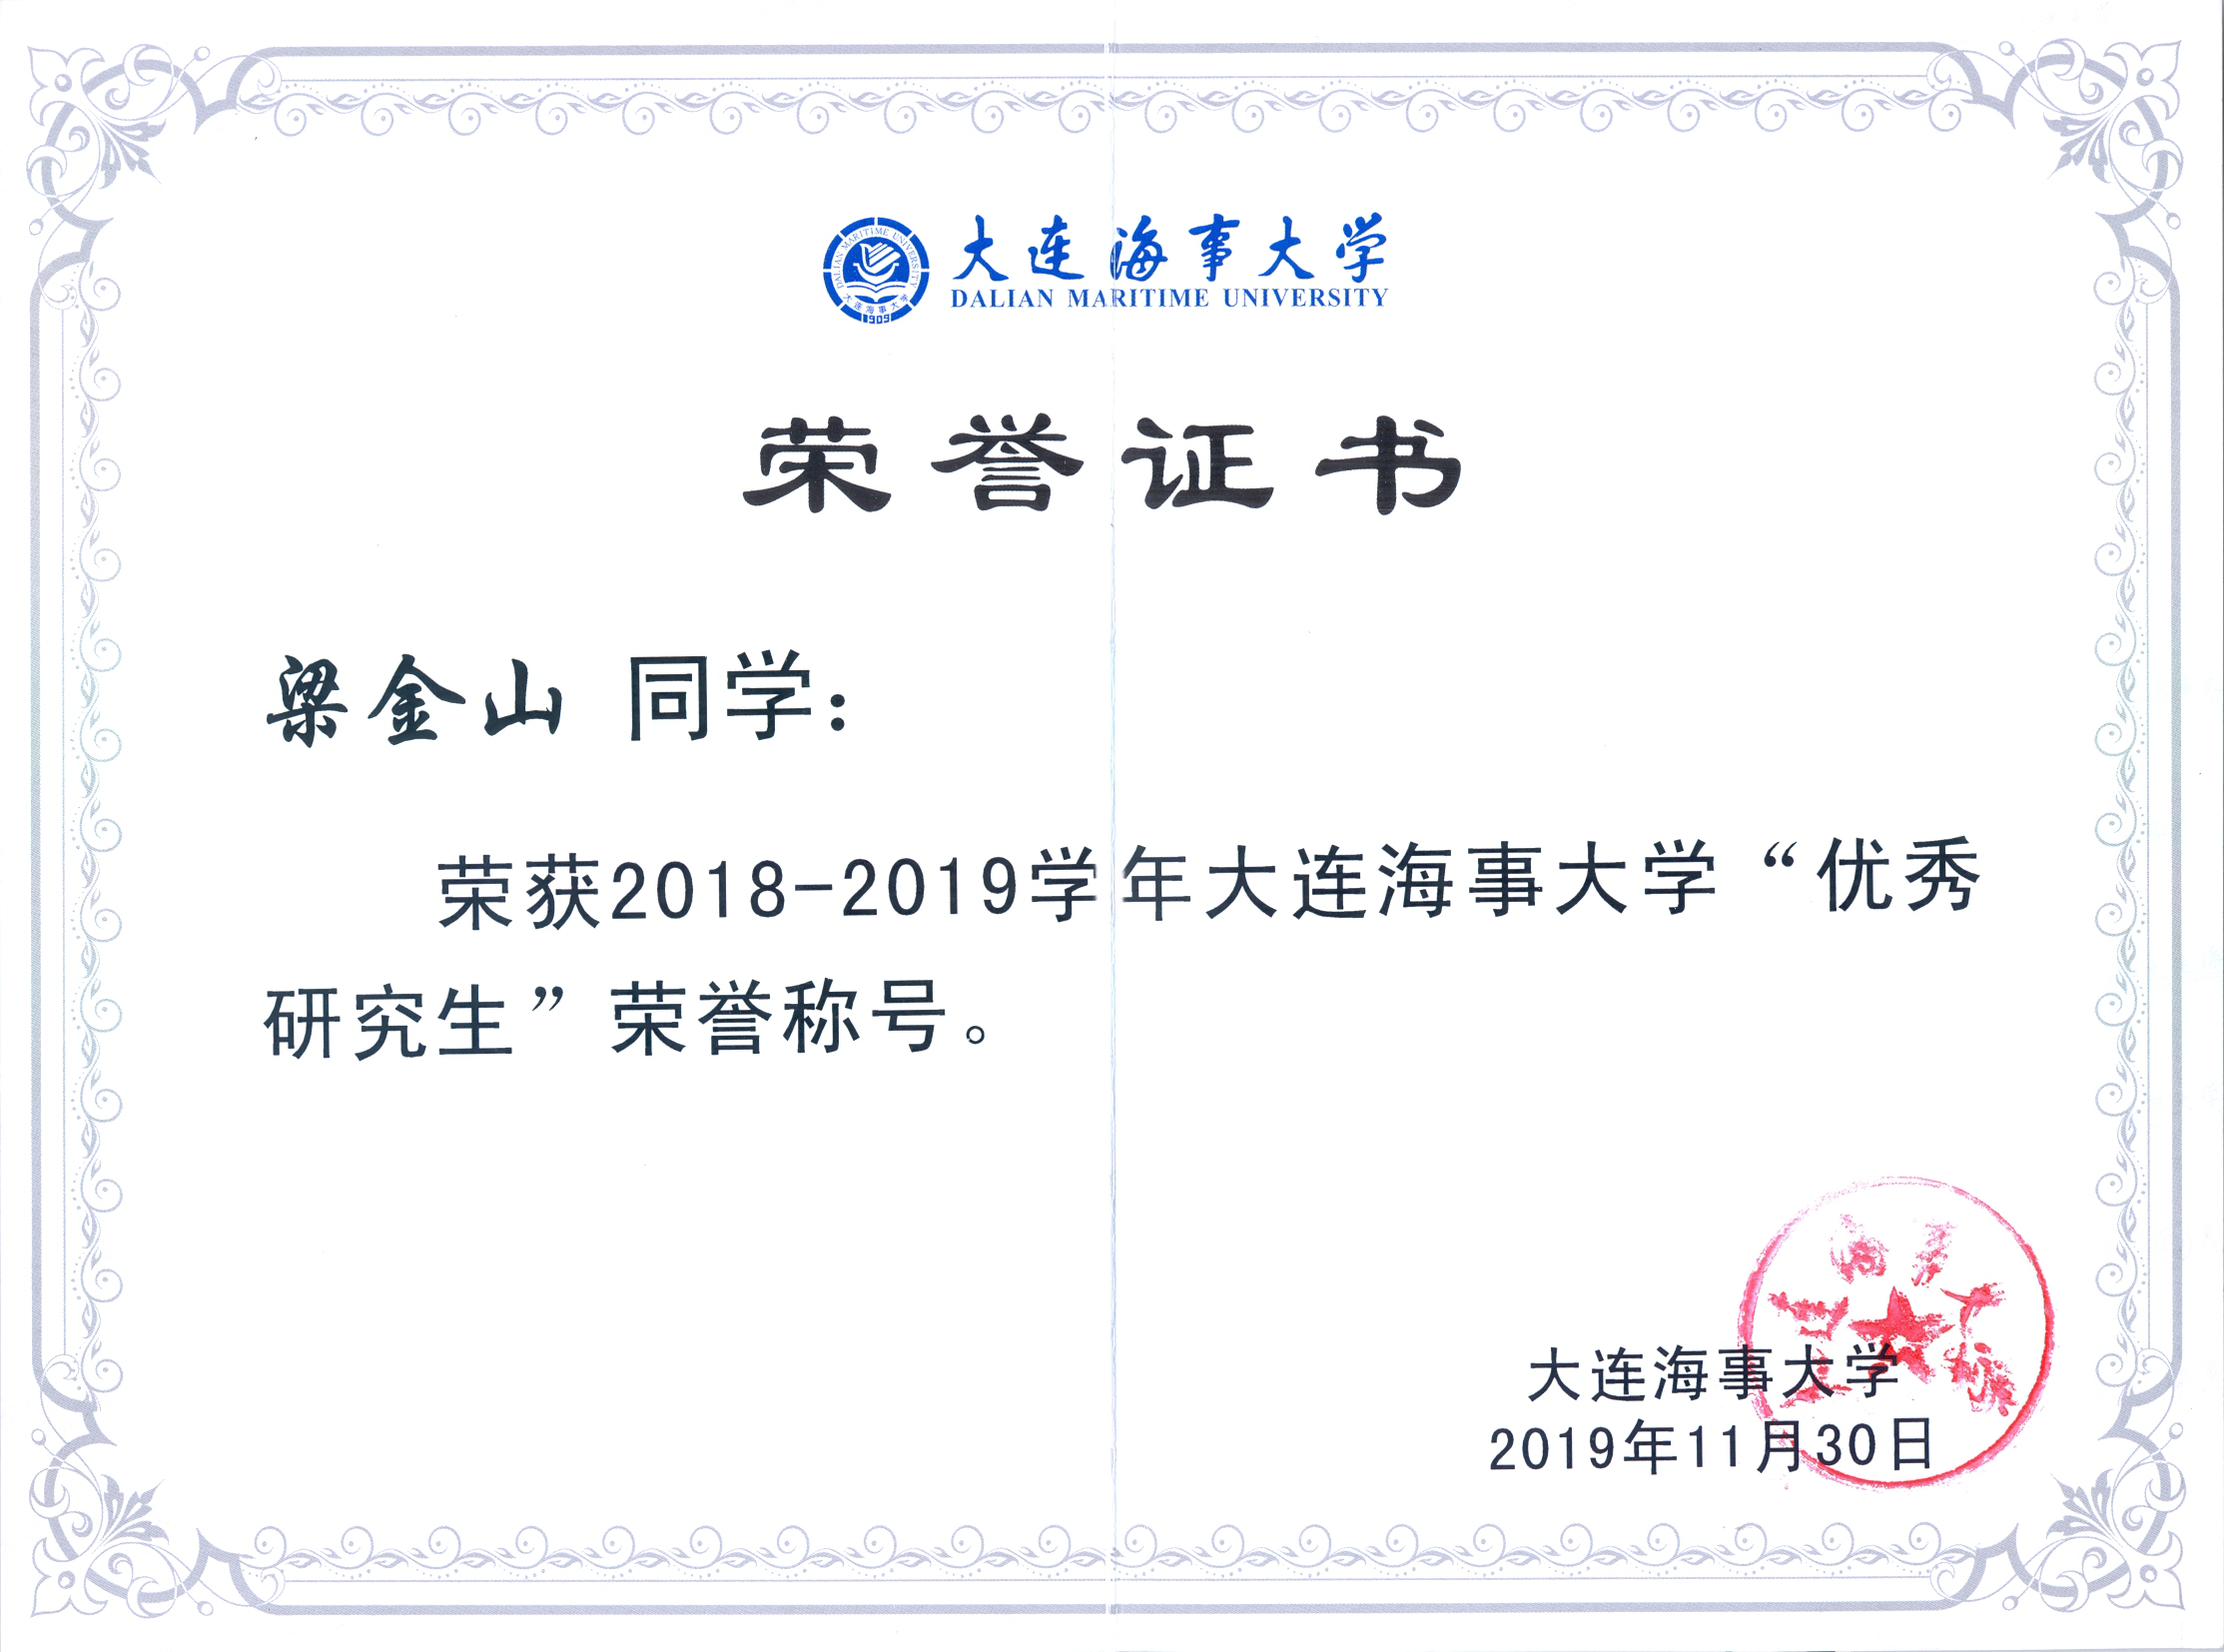 DALIAN MARITIME UNIVERSITY
大连海事大学
1909
大连海事大学
DALIAN MARITIME UNIVERSITY
荣誉证书
梁金山 同学：
荣获2018-2019学年大连海事大学“优秀
研究生”荣誉称号。
大连海事大学
2019年11月30日